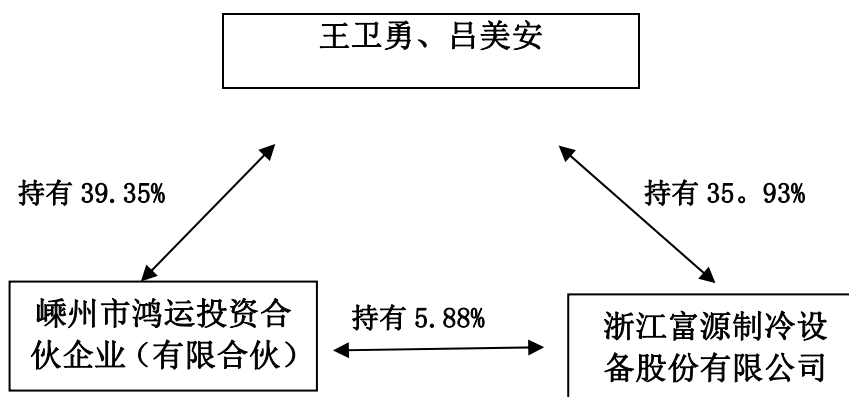 王卫勇、吕美安
持有 39.35%
持有 35。93%
嵊州市鸿运投资合
伙企业（有限合伙）
持有 5.88%
浙江富源制冷设
备股份有限公司